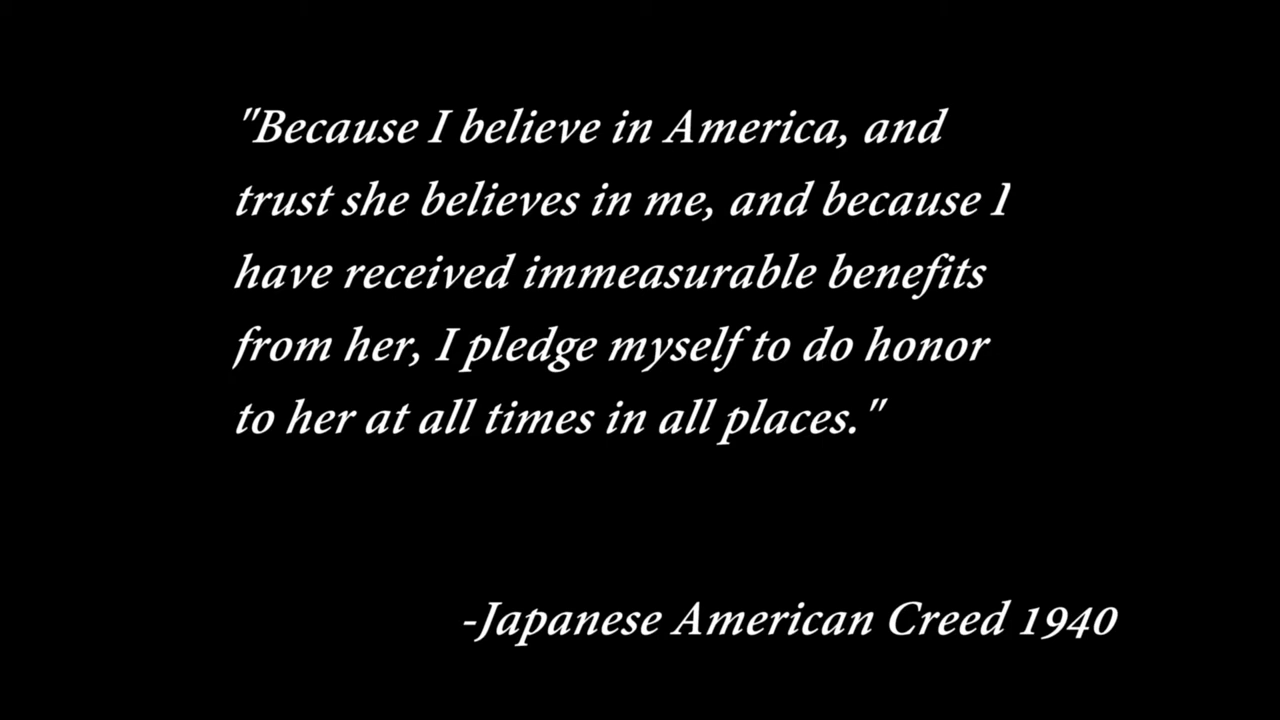 "Because I believe in America, and
trust she believes in me, and because I
have received immeasurable benefits
from her, I pledge myself to do honor
to her at all times in all places."
-Japanese American Creed 1940